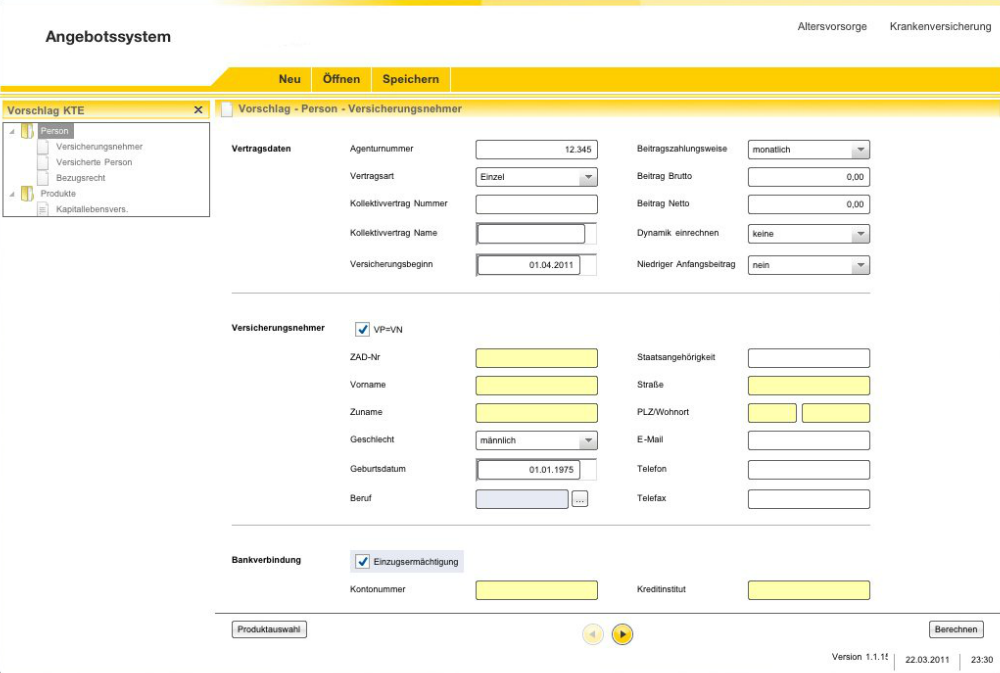 Angebotssystem
Altersvorsorge Krankenversicherung
Neu Öffnen Speichern
Vorschlag KTE
Person
Versicherungsnehmer
Versicherte Person
Bezugsrecht
Produkte
Kapitallebensvers.
Vorschlag - Person - Versicherungsnehmer
Vertragsdaten Agenturnummer 12.345 Beitragszahlungsweise monatlich
Vertragsart Einzel Beitrag Brutto 0,00
Kollektivvertrag Nummer Beitrag Netto 0,00
Kollektivvertrag Name Dynamik einrechnen keine
Versicherungsbeginn 01.04.2011 Niedriger Anfangsbeitrag nein
Versicherungsnehmer VP=VN
ZAD-Nr Staatsangehörigkeit
Vorname Straße
Zuname PLZ/Wohnort
Geschlecht männlich E-Mail
Geburtsdatum 01.01.1975 Telefon
Beruf ... Telefax
Bankverbindung Einzugsermächtigung
Kontonummer Kreditinstitut
Produktauswahl Berechnen
Version 1.1.15 22.03.2011 23:30